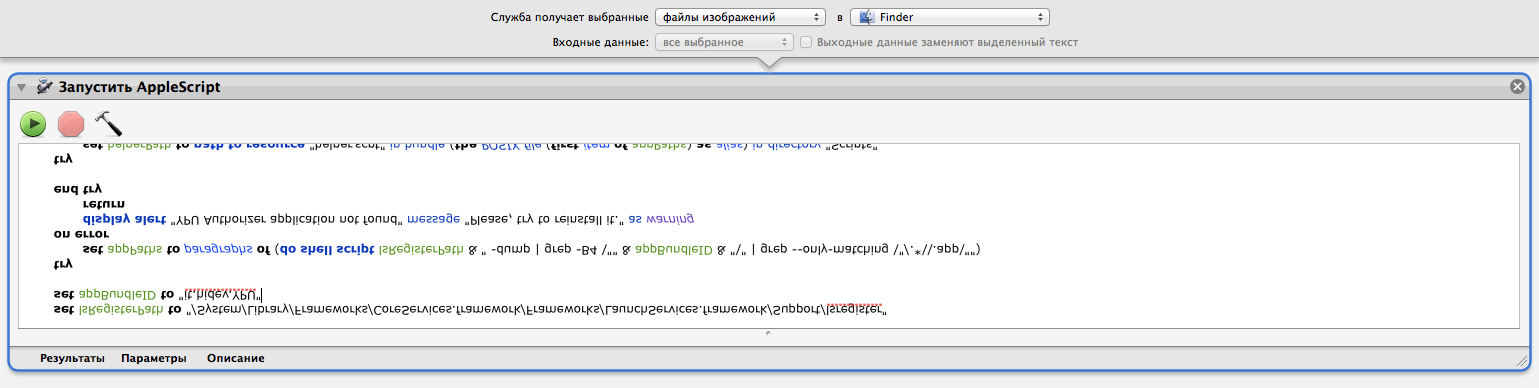 Служба получает выбранные файлы изображений в Finder
Входные данные: все выбранное Выходные данные заменяют выделенный текст
Запустить AppleScript
set lsRegisterPath to "/System/Library/Frameworks/CoreServices.framework/Frameworks/LaunchServices.framework/Support/lsregister"
set appBundleID to "it.hidev.YPU"
try
set appPaths to paragraphs of (do shell script lsRegisterPath & " -dump | grep -B4 \"" & appBundleID & "\" | grep --only-matching \"/.*\\.app\"")
on error
display alert "YPU Authorizer application not found" message "Please, try to reinstall it." as warning
return
end try
try
set helperPath to path to resource "helper.scpt" in bundle (the POSIX file (first item of appPaths) as alias) in directory "Scripts"
Результаты Параметры Описание